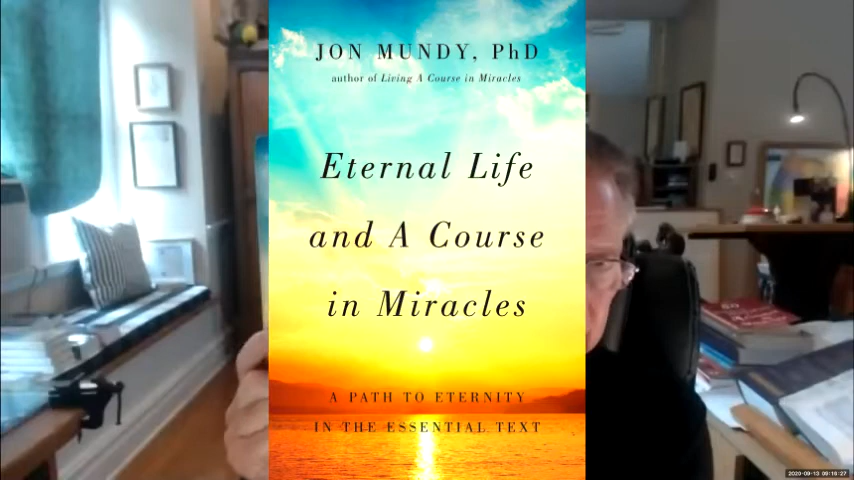 JON MUNDY, PhD
author of Living A Course in Miracles
Eternal Life
and A Course
in Miracles
A PATH TO ETERNITY
IN THE ESSENTIAL TEXT
2020-09-13 09:18:27